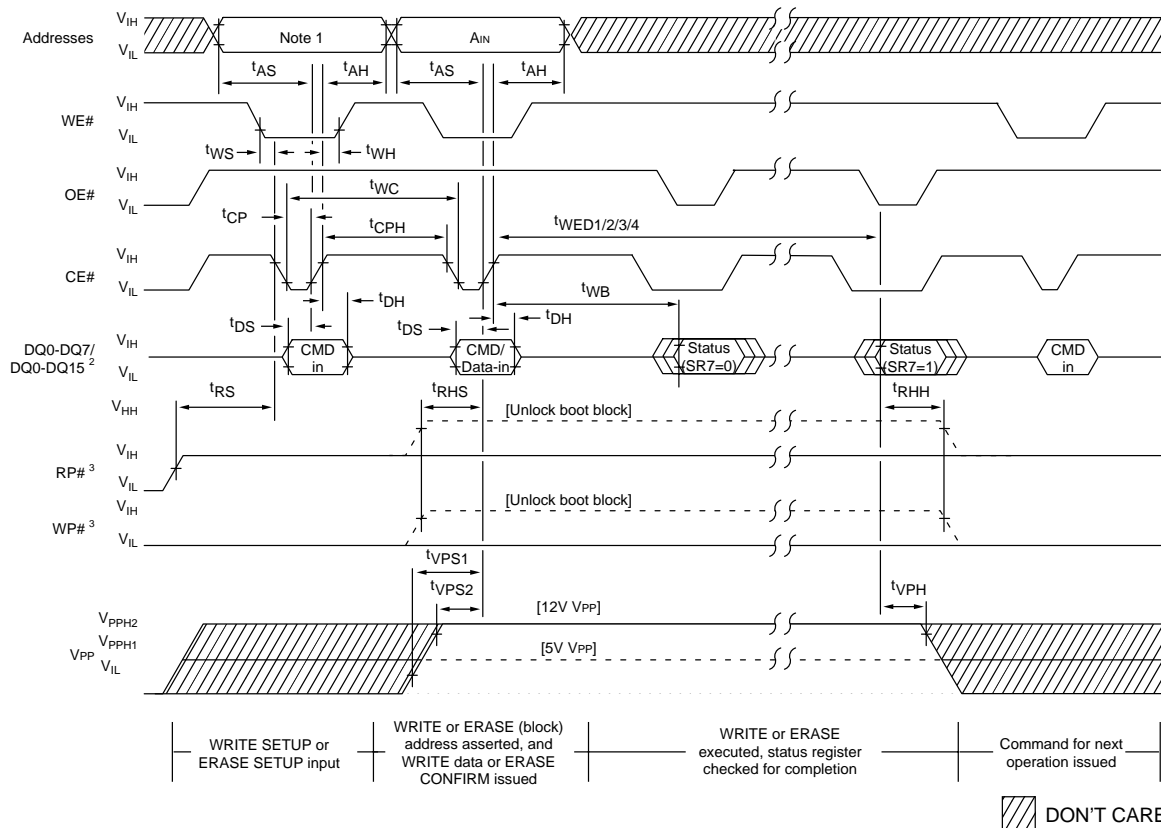 Addresses
VIH
VIL
Note 1
AIN
tAS
tAH
tAS
tAH
WE#
VIH
VIL
tWS
tWH
OE#
VIH
VIL
tWC
tCP
tCPH
tWED1/2/3/4
CE#
VIH
VIL
tDH
tWB
tDS
tDS
tDH
DQ0-DQ7/
DQ0-DQ15 2
VIH
VIL
CMD
in
CMD/
Data-in
Status
(SR7=0)
Status
(SR7=1)
CMD
in
tRS
tRHS
tRHH
VHH
[Unlock boot block]
RP# 3
VIH
VIL
WP# 3
VIH
VIL
[Unlock boot block]
tVPS1
tVPS2
tVPH
VPPH2
[12V VPP]
VPPH1
VPP
VIL
[5V VPP]
WRITE SETUP or
ERASE SETUP input
WRITE or ERASE (block)
address asserted, and
WRITE data or ERASE
CONFIRM issued
WRITE or ERASE
executed, status register
checked for completion
Command for next
operation issued
DON'T CARE